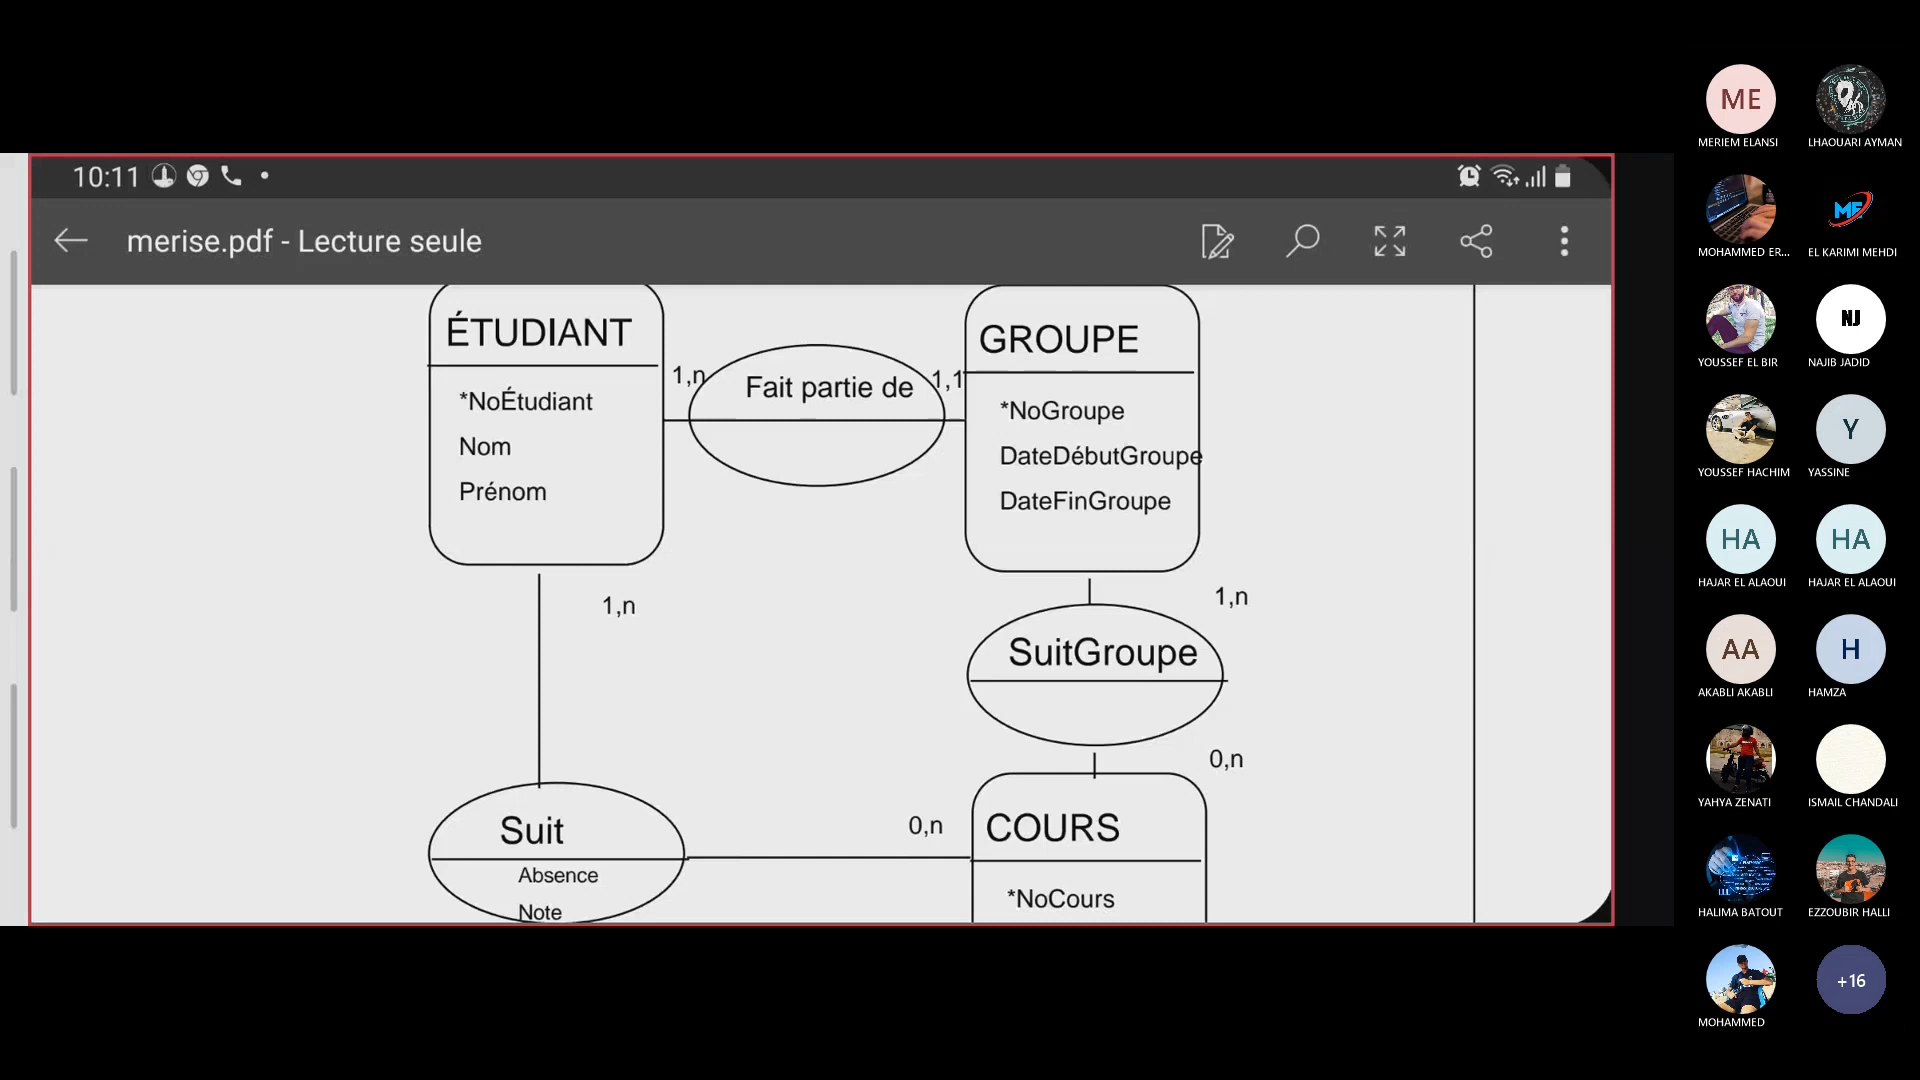 10:11
merise.pdf - Lecture seule
ÉTUDIANT
*NoÉtudiant
Nom
Prénom
1,n
Fait partie de
1,1
GROUPE
*NoGroupe
DateDébutGroupe
DateFinGroupe
1,n
1,n
SuitGroupe
0,n
Suit
Absence
Note
0,n
COURS
*NoCours
ME
MERIEM ELANSI
LHAOUARI AYMAN
MOHAMMED ER...
ME
EL KARIMI MEHDI
YOUSSEF EL BIR
NJ
NAJIB JADID
YOUSSEF HACHIM
Y
YASSINE
HA
HAJAR EL ALAOUI
HA
HAJAR EL ALAOUI
AA
AKABLI AKABLI
H
HAMZA
YAHYA ZENATI
ISMAIL CHANDALI
HALIMA BATOUT
EZZOUBIR HALLI
MOHAMMED
+16